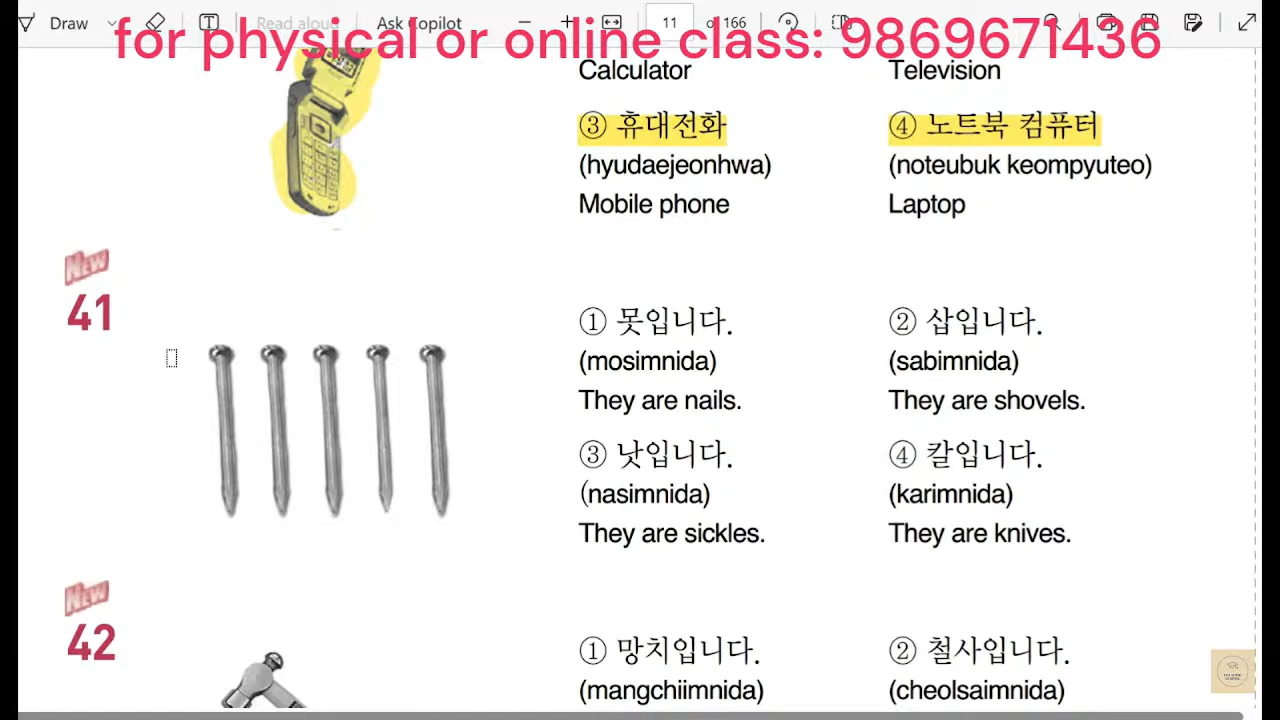 Draw
Read aloud
Ask Copilot
11
of 166
for physical or online class: 9869671436
Calculator
Television
③ 휴대전화
④ 노트북 컴퓨터
(hyudaejeonhwa)
(noteubuk keompyuteo)
Mobile phone
Laptop
NEW
41
① 못입니다.
② 삽입니다.
(mosimnida)
(sabimnida)
They are nails.
They are shovels.
③ 낫입니다.
④ 칼입니다.
(nasimnida)
(karimnida)
They are sickles.
They are knives.
NEW
42
① 망치입니다.
② 철사입니다.
(mangchiimnida)
(cheolsaimnida)